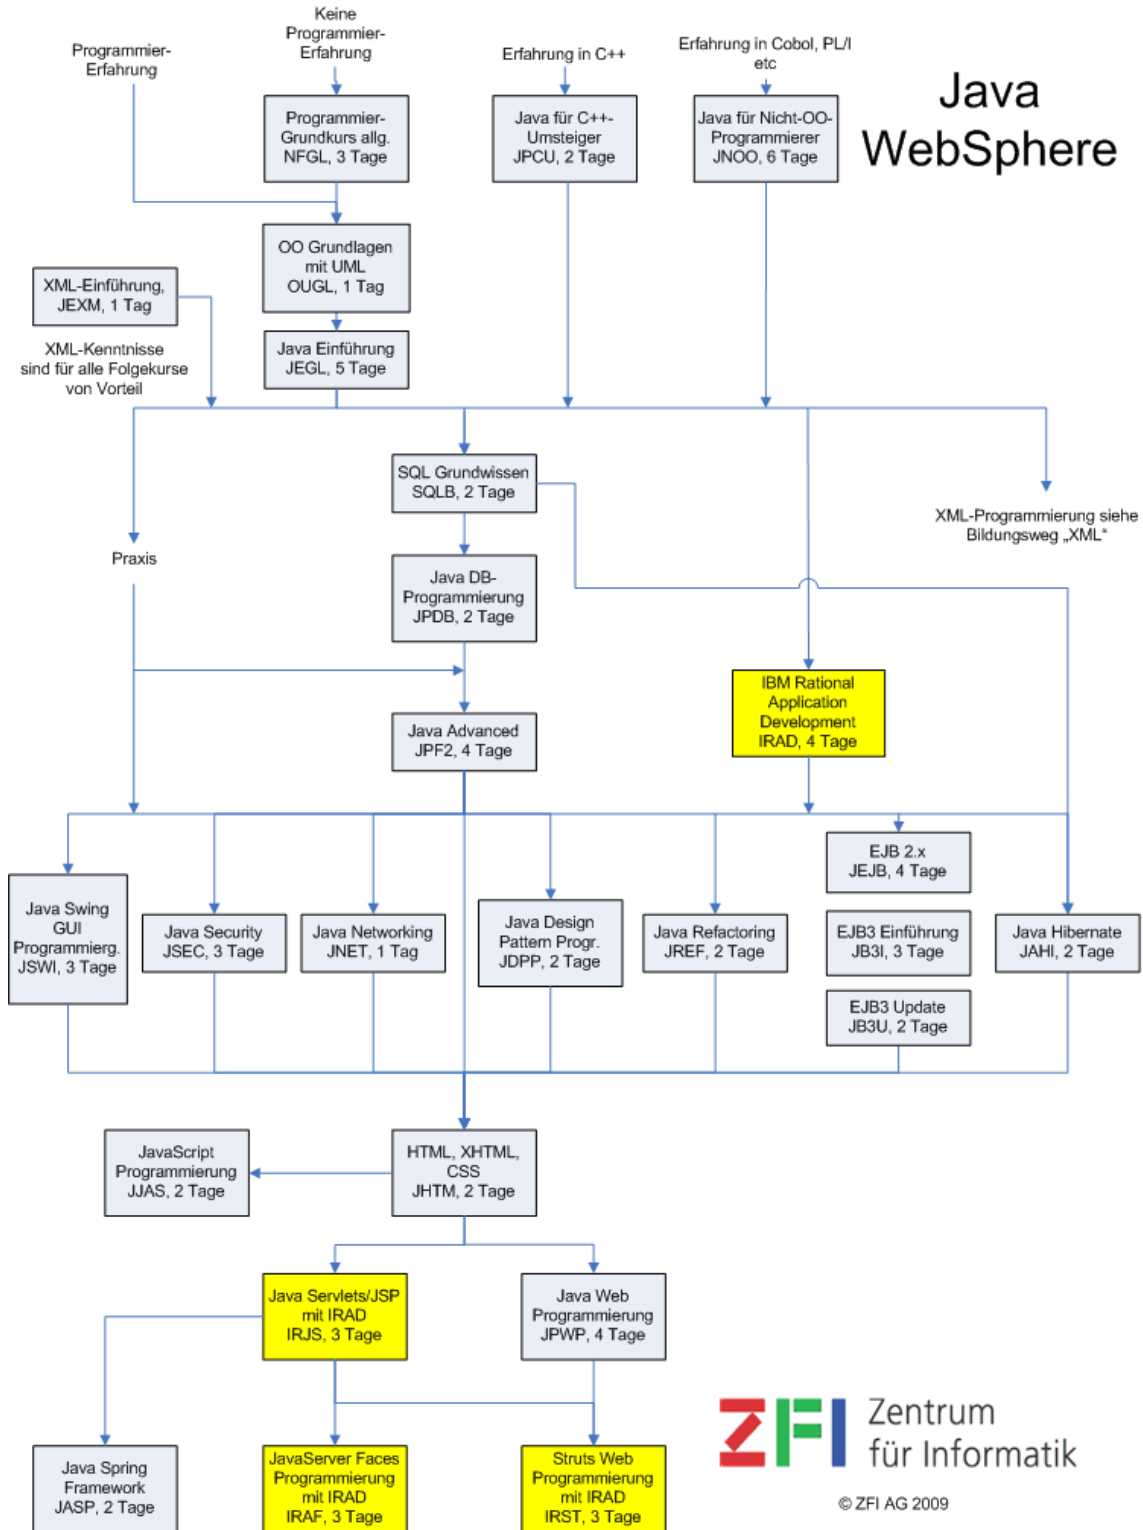 Java
WebSphere
Programmier-
Erfahrung
Keine
Programmier-
Erfahrung
Erfahrung in C++
Erfahrung in Cobol, PL/I
etc
Programmier-
Grundkurs allg.
NFGL, 3 Tage
Java für C++-
Umsteiger
JPCU, 2 Tage
Java für Nicht-OO-
Programmierer
JNOO, 6 Tage
OO Grundlagen
mit UML
OUGL, 1 Tag
XML-Einführung,
JEXM, 1 Tag
XML-Kenntnisse
sind für alle Folgekurse
von Vorteil
Java Einführung
JEGL, 5 Tage
SQL Grundwissen
SQLB, 2 Tage
XML-Programmierung siehe
Bildungsweg „XML“
Praxis
Java DB-
Programmierung
JPDB, 2 Tage
IBM Rational
Application
Development
IRAD, 4 Tage
Java Advanced
JPF2, 4 Tage
Java Swing
GUI
Programmierg.
JSWI, 3 Tage
Java Security
JSEC, 3 Tage
Java Networking
JNET, 1 Tag
Java Design
Pattern Progr.
JDPP, 2 Tage
Java Refactoring
JREF, 2 Tage
EJB 2.x
JEJB, 4 Tage
EJB3 Einführung
JB3I, 3 Tage
EJB3 Update
JB3U, 2 Tage
Java Hibernate
JAHI, 2 Tage
JavaScript
Programmierung
JJAS, 2 Tage
HTML, XHTML,
CSS
JHTM, 2 Tage
Java Servlets/JSP
mit IRAD
IRJS, 3 Tage
Java Web
Programmierung
JPWP, 4 Tage
Java Spring
Framework
JASP, 2 Tage
JavaServer Faces
Programmierung
mit IRAD
IRAF, 3 Tage
Struts Web
Programmierung
mit IRAD
IRST, 3 Tage
ZFI
Zentrum
für Informatik
© ZFI AG 2009